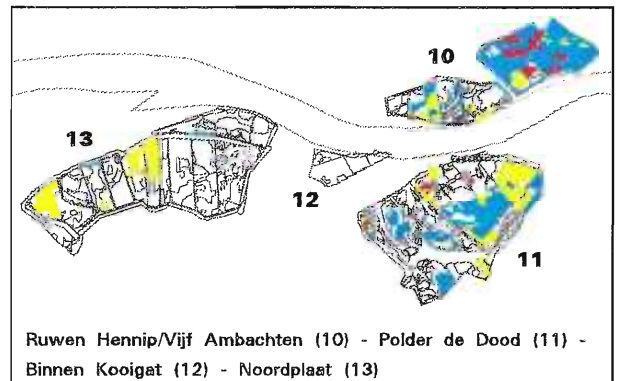 10
13
12
11
Ruwen Hennip/Vijf Ambachten (10) - Polder de Dood (11) -
Binnen Kooigat (12) - Noordplaat (13)